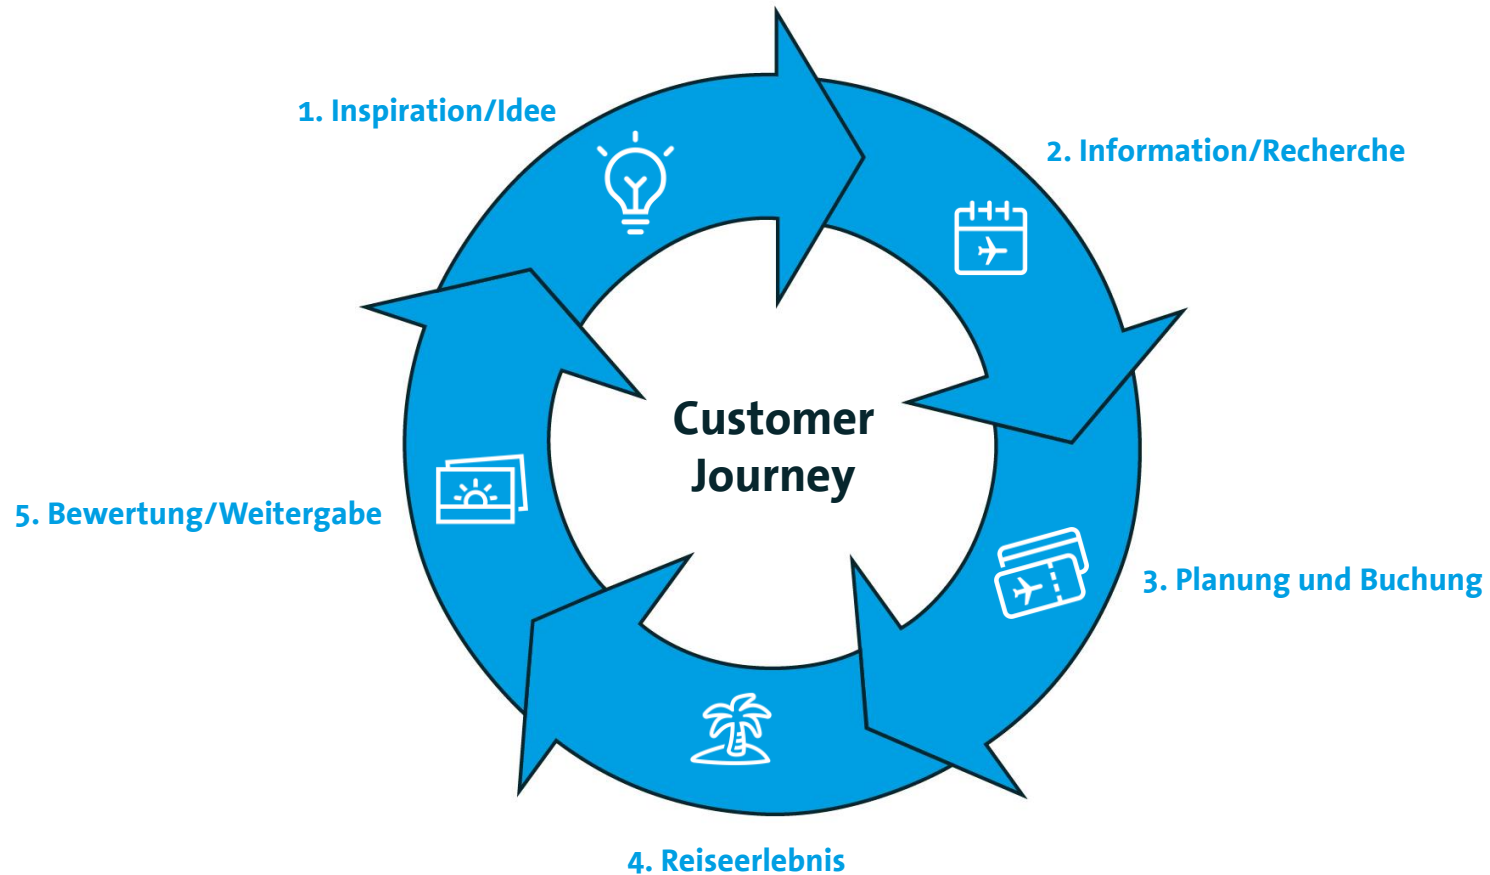 1. Inspiration/Idee
2. Information/Recherche
Customer
Journey
5. Bewertung/Weitergabe
3. Planung und Buchung
4. Reiseerlebnis